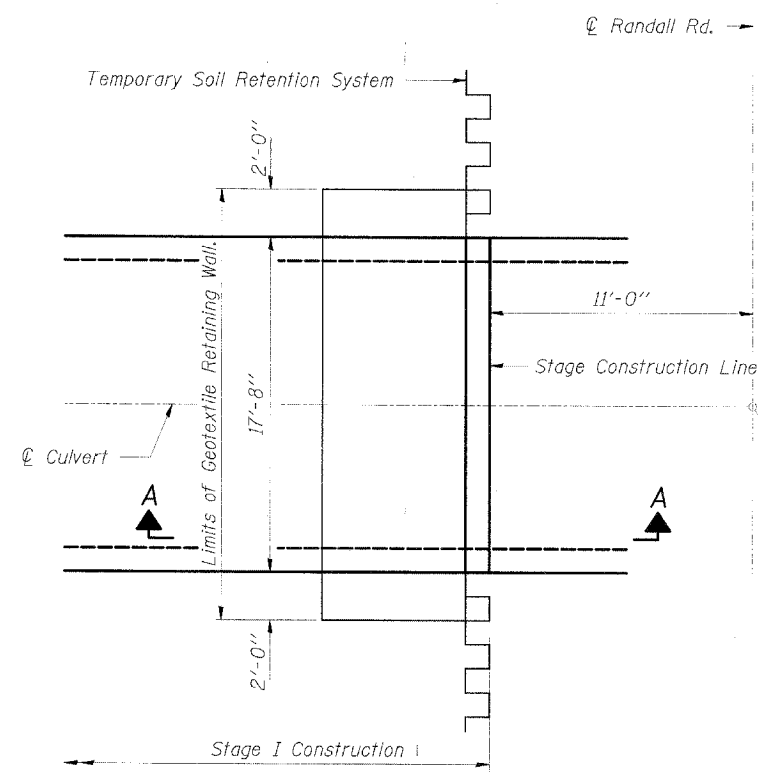 ℄ Randall Rd.
Temporary Soil Retention System
2'-0"
Limits of Geotextile Retaining Wall.
17'-8"
11'-0"
Stage Construction Line
℄ Culvert
A
A
2'-0"
Stage I Construction